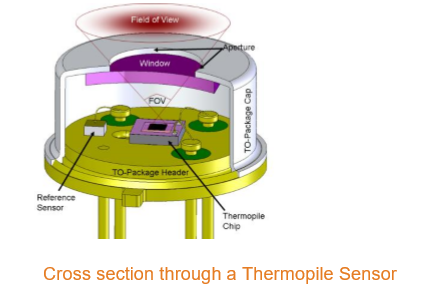 Field of View
Aperture
Window
FOV
TO-Package Cap
TO-Package Header
Reference
Sensor
Thermopile
Chip
Cross section through a Thermopile Sensor